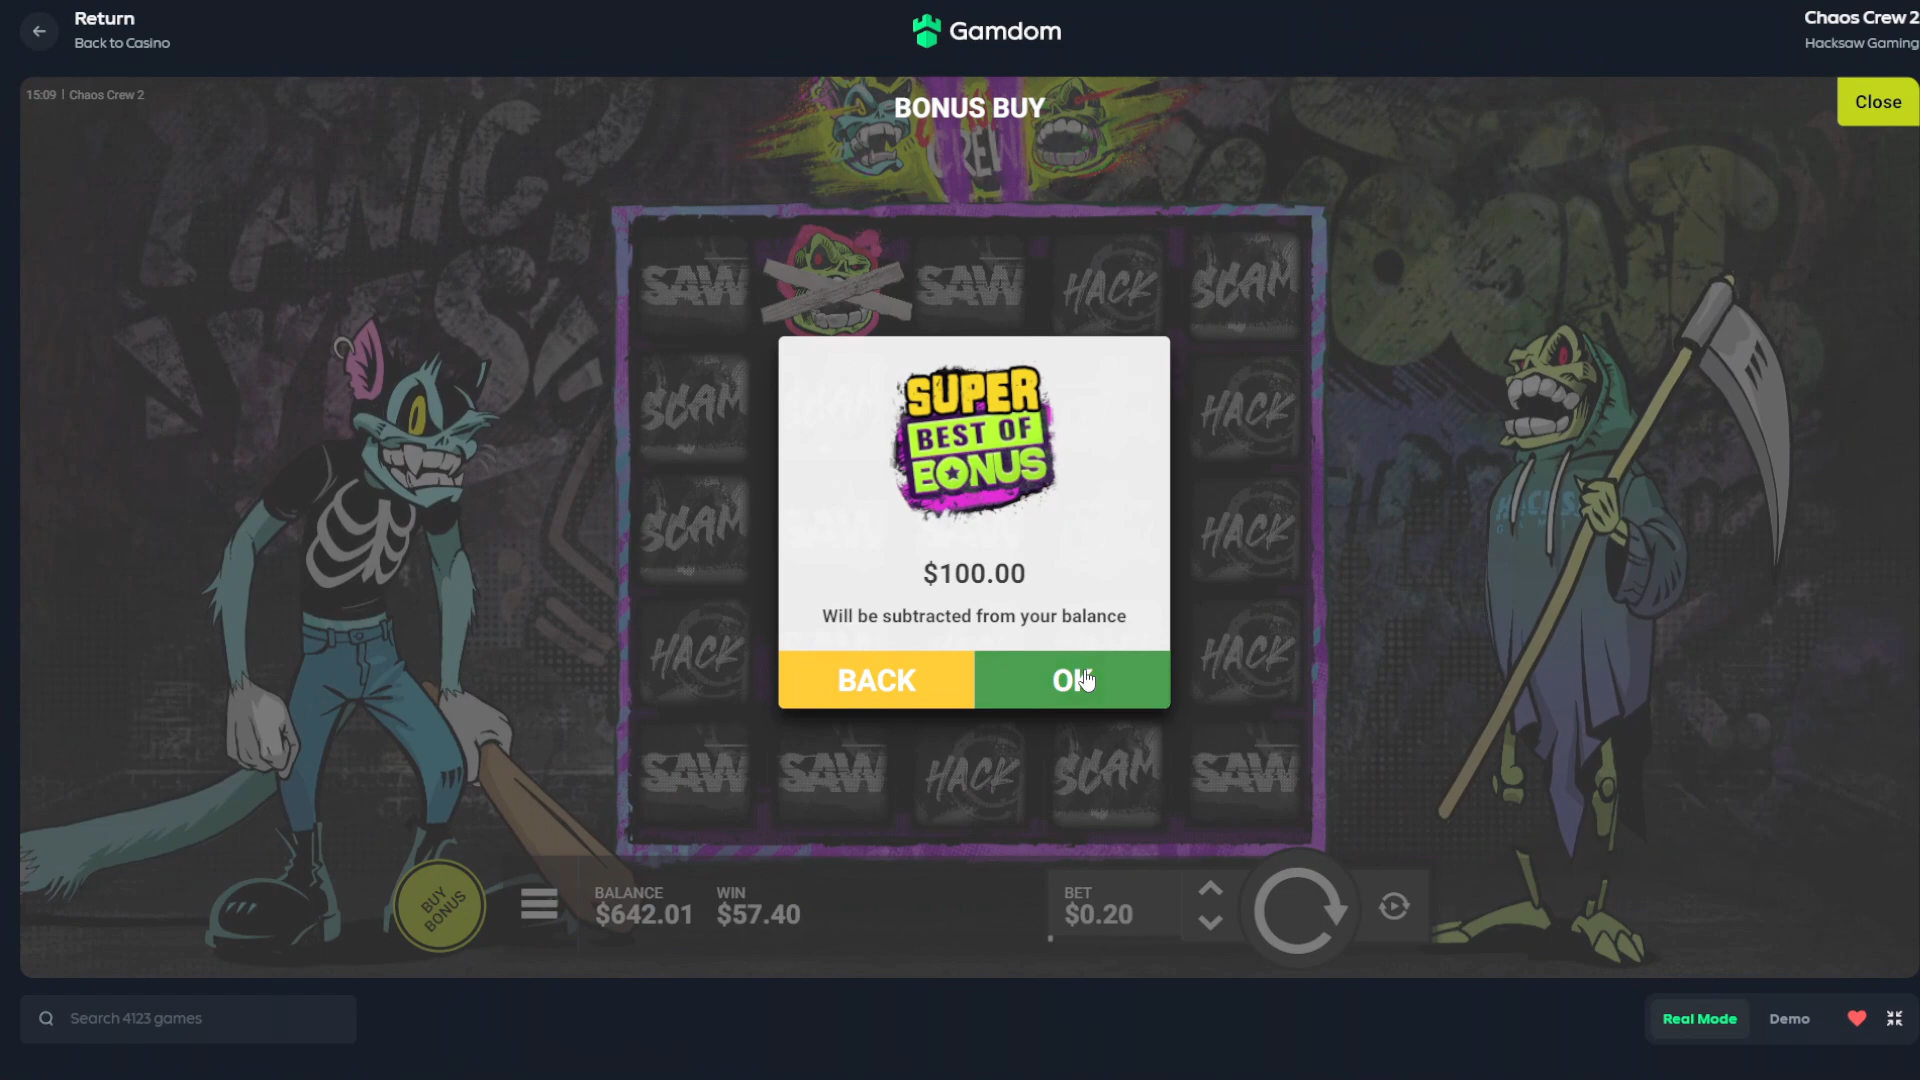 Return
Back to Casino
Gamdom
Chaos Crew 2
Hacksaw Gaming
15:09 | Chaos Crew 2
BONUS BUY
Close
CREW
SAW
SAW
HACK
SCAM
SCAM
HACK
SCAM
HACK
HACK
HACK
SAW
SAW
HACK
SCAM
SAW
SUPER
BEST OF
BONUS
$100.00
Will be subtracted from your balance
BACK
OK
BUY
BONUS
BALANCE
$642.01
WIN
$57.40
BET
$0.20
Search 4123 games
Real Mode
Demo